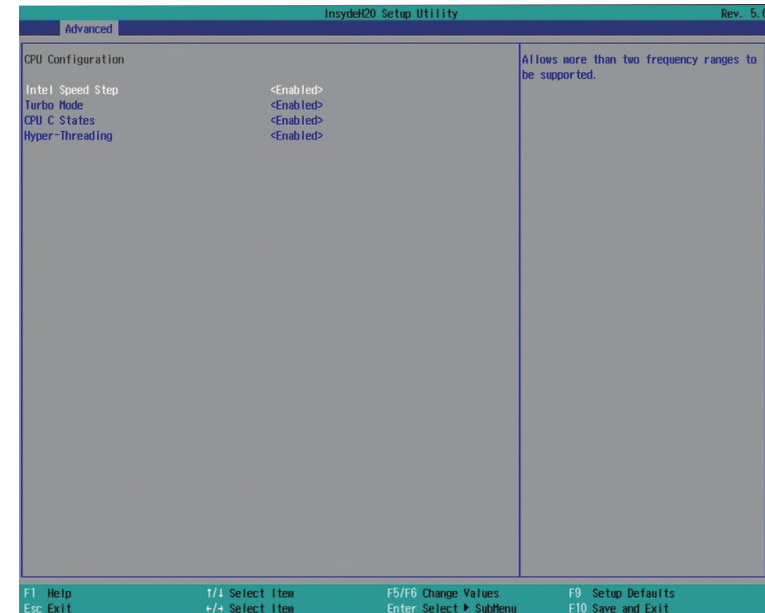 InsydeH20 Setup Utility Rev. 5.
Advanced
CPU Configuration
Intel Speed Step <Enabled>
Turbo Mode <Enabled>
CPU C States <Enabled>
Hyper-Threading <Enabled>
Allows more than two frequency ranges to
be supported.
F1 Help ↑/↓ Select Item F5/F6 Change Values F9 Setup Defaults
Esc Exit ←/→ Select Item Enter Select ▶ SubMenu F10 Save and Exit